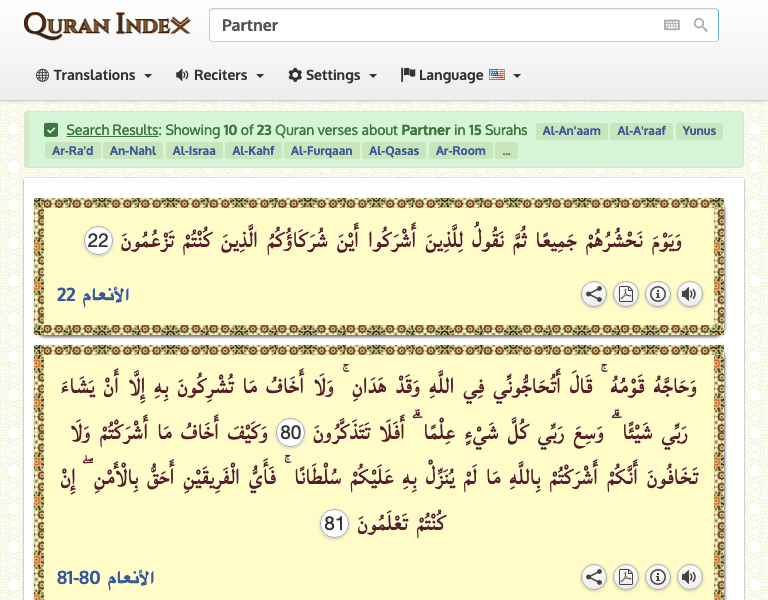 QURAN INDEX
Partner
Translations Reciters Settings Language
Search Results: Showing 10 of 23 Quran verses about Partner in 15 Surahs An-An'aam Al-A'raaf Yunus
Ar-Ra'd An-Nahl Al-Israa Al-Kahf Al-Furqaan Al-Qasas Ar-Room ...
وَيَوْمَ نَحْشُرُهُمْ جَمِيعًا ثُمَّ نَقُولُ لِلَّذِينَ أَشْرَكُوا أَيْنَ شُرَكَاؤُكُمُ الَّذِينَ كُنْتُمْ تَزْعُمُونَ 22
الأنعام 22
وَحَاجَّهُ قَوْمُهُ ۚ قَالَ أَتُحَاجُّونِّي فِي اللَّهِ وَقَدْ هَدَانِ ۚ وَلَا أَخَافُ مَا تُشْرِكُونَ بِهِ إِلَّا أَنْ يَشَاءَ
رَبِّي شَيْئًا ۗ وَسِعَ رَبِّي كُلَّ شَيْءٍ عِلْمًا ۗ أَفَلَا تَتَذَكَّرُونَ 80 وَكَيْفَ أَخَافُ مَا أَشْرَكْتُمْ وَلَا
تَخَافُونَ أَنَّكُمْ أَشْرَكْتُمْ بِاللَّهِ مَا لَمْ يُنَزِّلْ بِهِ عَلَيْكُمْ سُلْطَانًا ۚ فَأَيُّ الْفَرِيقَيْنِ أَحَقُّ بِالْأَمْنِ ۖ إِنْ
كُنْتُمْ تَعْلَمُونَ 81
الأنعام 80-81